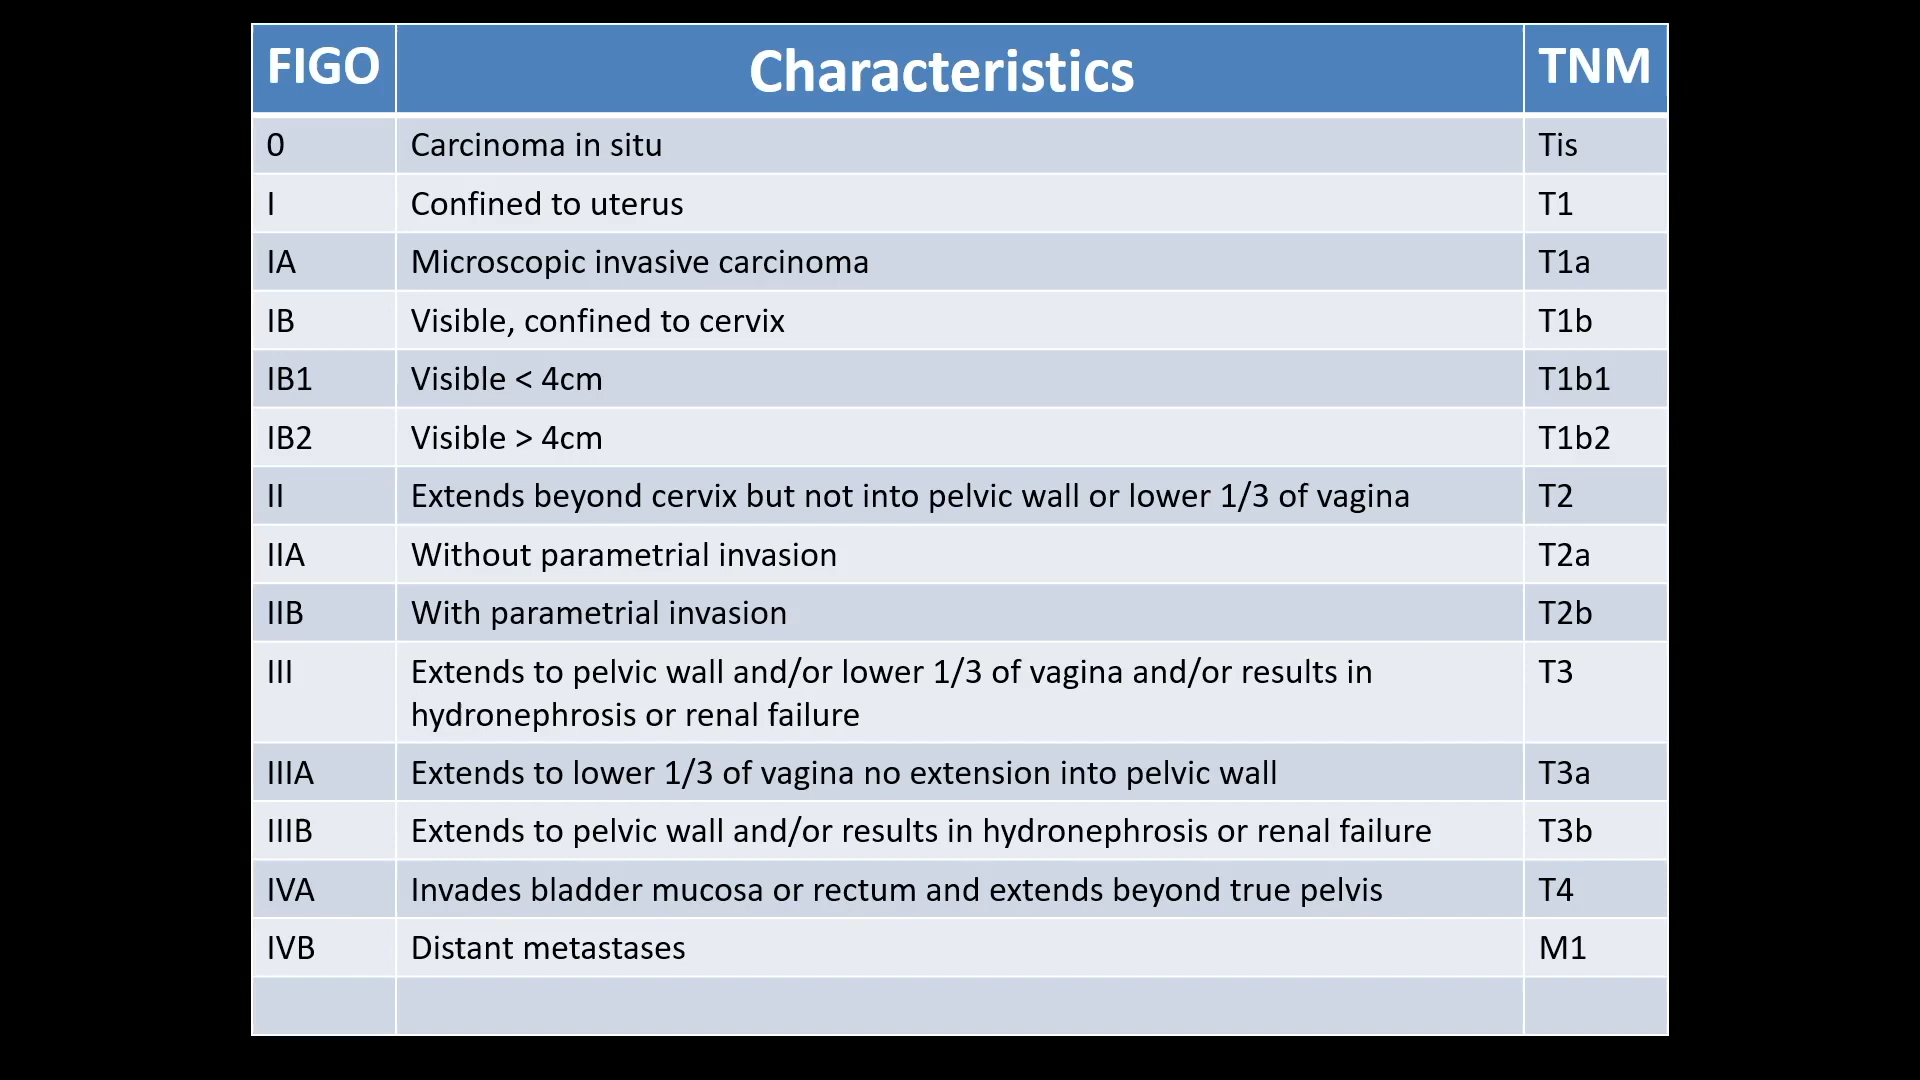 FIGO Characteristics TNM
0 Carcinoma in situ Tis
I Confined to uterus T1
IA Microscopic invasive carcinoma T1a
IB Visible, confined to cervix T1b
IB1 Visible < 4cm T1b1
IB2 Visible > 4cm T1b2
II Extends beyond cervix but not into pelvic wall or lower 1/3 of vagina T2
IIA Without parametrial invasion T2a
IIB With parametrial invasion T2b
III Extends to pelvic wall and/or lower 1/3 of vagina and/or results in T3
hydronephrosis or renal failure
IIIA Extends to lower 1/3 of vagina no extension into pelvic wall T3a
IIIB Extends to pelvic wall and/or results in hydronephrosis or renal failure T3b
IVA Invades bladder mucosa or rectum and extends beyond true pelvis T4
IVB Distant metastases M1